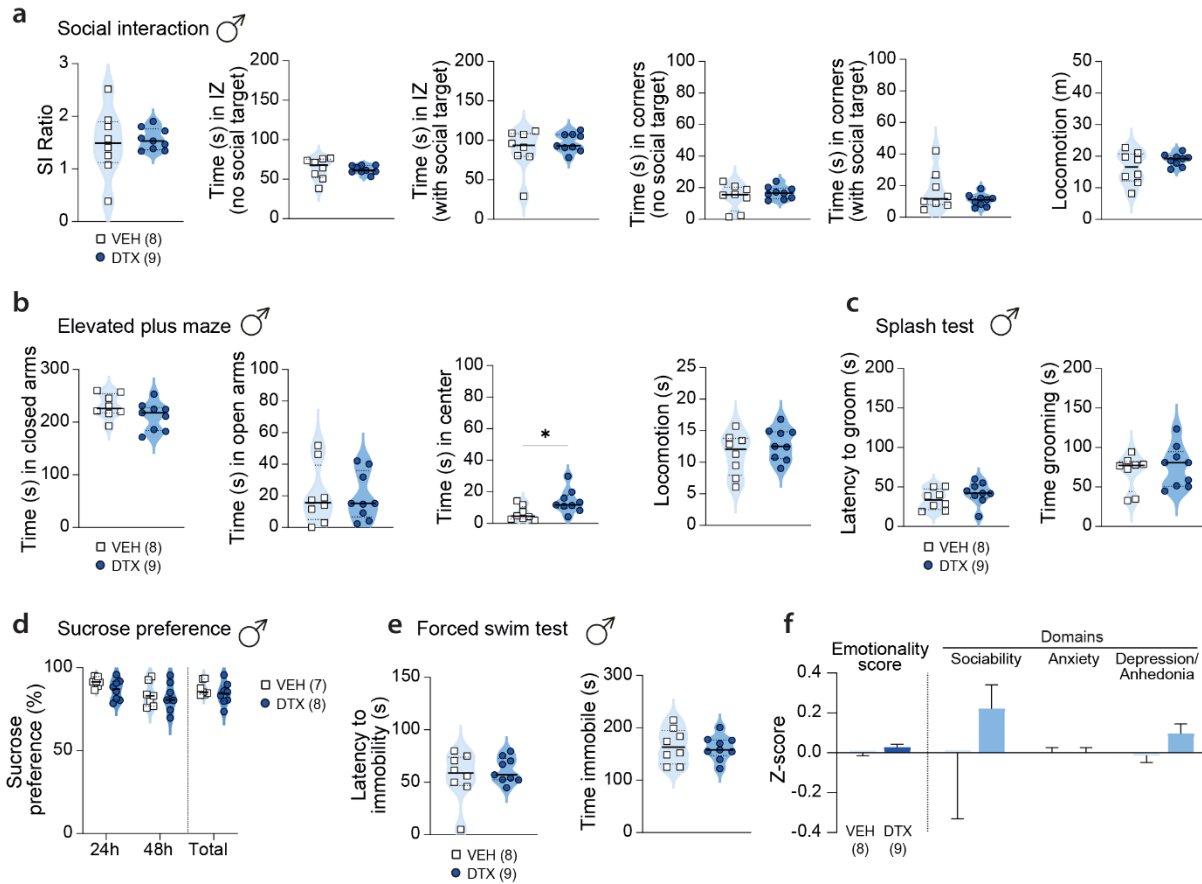 a
Social interaction ♂
SI Ratio
3
2
1
0
Time (s) in IZ
(no social target)
200
150
100
50
0
Time (s) in IZ
(with social target)
200
150
100
50
0
Time (s) in corners
(no social target)
100
80
60
40
20
0
Time (s) in corners
(with social target)
100
80
60
40
20
0
Locomotion (m)
50
40
30
20
10
0
VEH (8)
DTX (9)
b
Elevated plus maze ♂
Time (s) in closed arms
300
200
100
0
Time (s) in open arms
100
80
60
40
20
0
Time (s) in center
100
80
60
40
20
0
*
Locomotion (s)
25
20
15
10
5
0
VEH (8)
DTX (9)
c
Splash test ♂
Latency to groom (s)
200
150
100
50
0
Time grooming (s)
200
150
100
50
0
VEH (8)
DTX (9)
d
Sucrose preference ♂
Sucrose
preference (%)
100
50
0
24h
48h
Total
VEH (7)
DTX (8)
e
Forced swim test ♂
Latency to
immobility (s)
150
100
50
0
Time immobile (s)
300
200
100
0
VEH (8)
DTX (9)
f
Emotionality
score
Domains
Sociability
Anxiety
Depression/
Anhedonia
Z-score
0.4
0.2
0.0
-0.2
-0.4
VEH
(8)
DTX
(9)